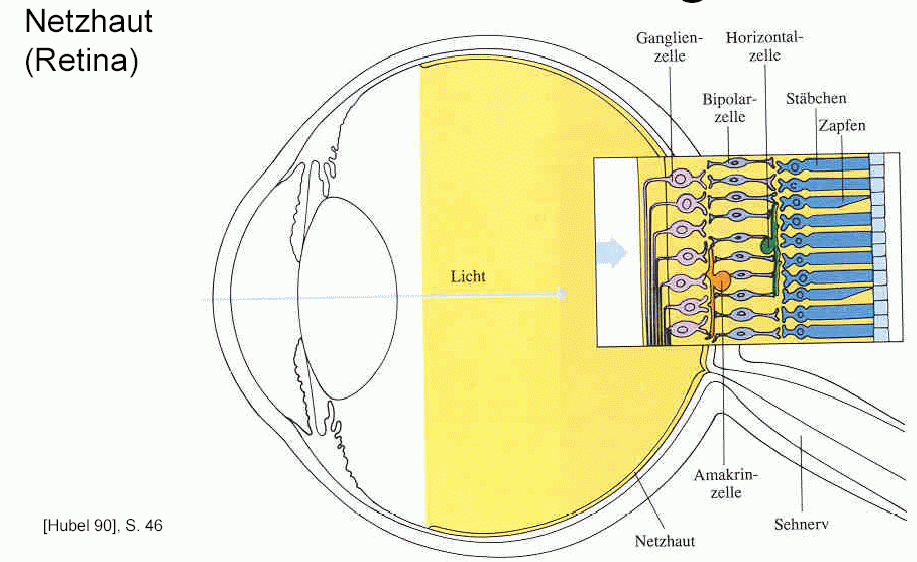 Netzhaut
(Retina)
Ganglien-
zelle
Horizontal-
zelle
Bipolar-
zelle
Stäbchen
Zapfen
Licht
Amakrin-
zelle
Sehnerv
Netzhaut
[Hubel 90], S. 46